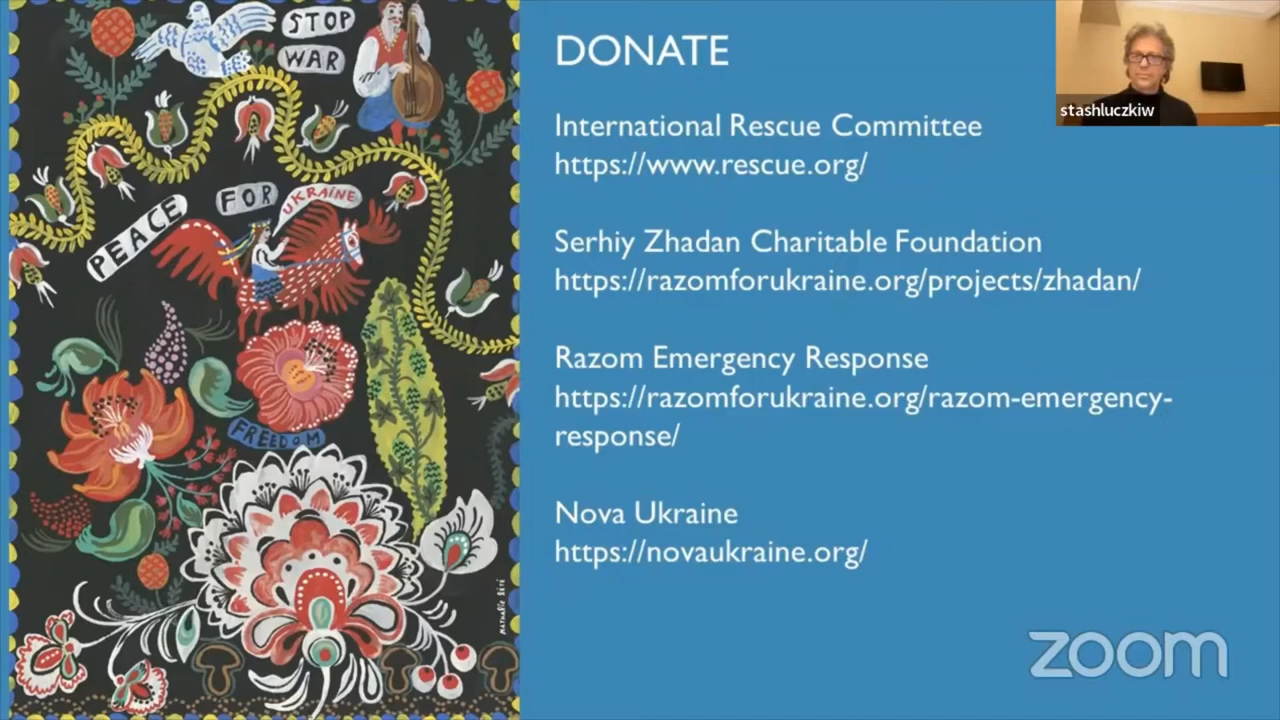 STOP
WAR
PEACE FOR UKRAINE
FREEDOM
NATHALIE LÉTÉ
DONATE
International Rescue Committee
https://www.rescue.org/
Serhiy Zhadan Charitable Foundation
https://razomforukraine.org/projects/zhadan/
Razom Emergency Response
https://razomforukraine.org/razom-emergency-
response/
Nova Ukraine
https://novaukraine.org/
stashluczkiw
zoom